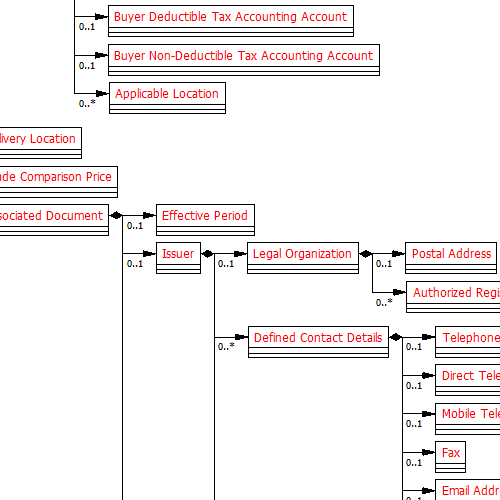 Buyer Deductible Tax Accounting Account
0..1
Buyer Non-Deductible Tax Accounting Account
0..1
Applicable Location
0..*
livery Location
ade Comparison Price
sociated Document
Effective Period
0..1
Issuer
0..1
Legal Organization
0..1
Postal Address
0..1
Authorized Regis
0..*
Defined Contact Details
0..*
Telephone
0..1
Direct Tele
0..1
Mobile Tele
0..1
Fax
0..1
Email Addr
0..1